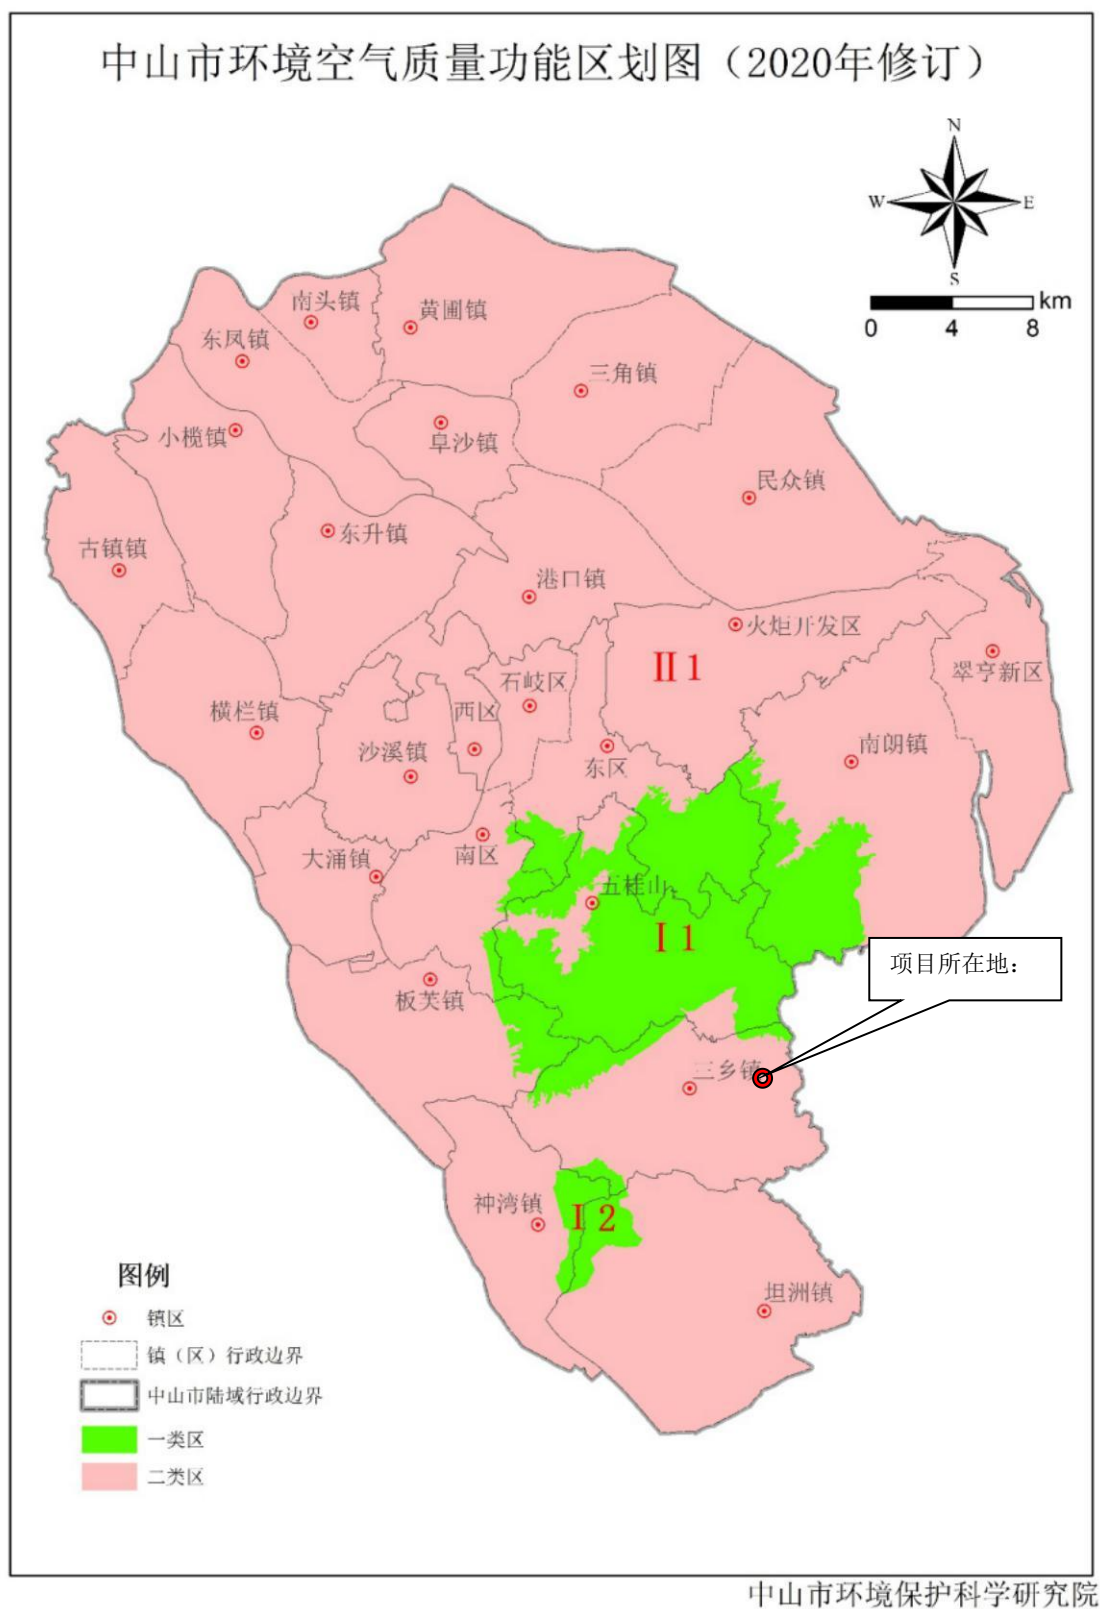 中山市环境空气质量功能区划图（2020年修订）
N
W
E
S
km
0 4 8
南头镇
黄圃镇
东凤镇
三角镇
小榄镇
阜沙镇
民众镇
东升镇
古镇镇
港口镇
火炬开发区
II 1
翠亨新区
石岐区
横栏镇
西区
沙溪镇
南朗镇
东区
南区
大涌镇
五桂山
I 1
项目所在地：
板芙镇
三乡镇
神湾镇
I 2
坦洲镇
图例
镇区
镇（区）行政边界
中山市陆域行政边界
一类区
二类区
中山市环境保护科学研究院